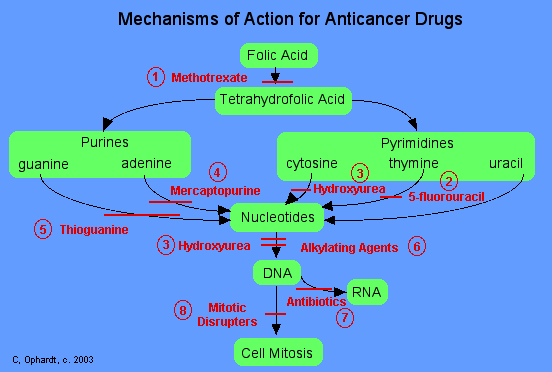 Mechanisms of Action for Anticancer Drugs
Folic Acid
1 Methotrexate
Tetrahydrofolic Acid
Purines
guanine adenine
Pyrimidines
cytosine thymine uracil
4
Mercaptopurine
3
Hydroxyurea
2
5-fluorouracil
Nucleotides
5 Thioguanine
3 Hydroxyurea
Alkylating Agents 6
DNA
RNA
Antibiotics
7
8 Mitotic
Disrupters
Cell Mitosis
C, Ophardt, c. 2003